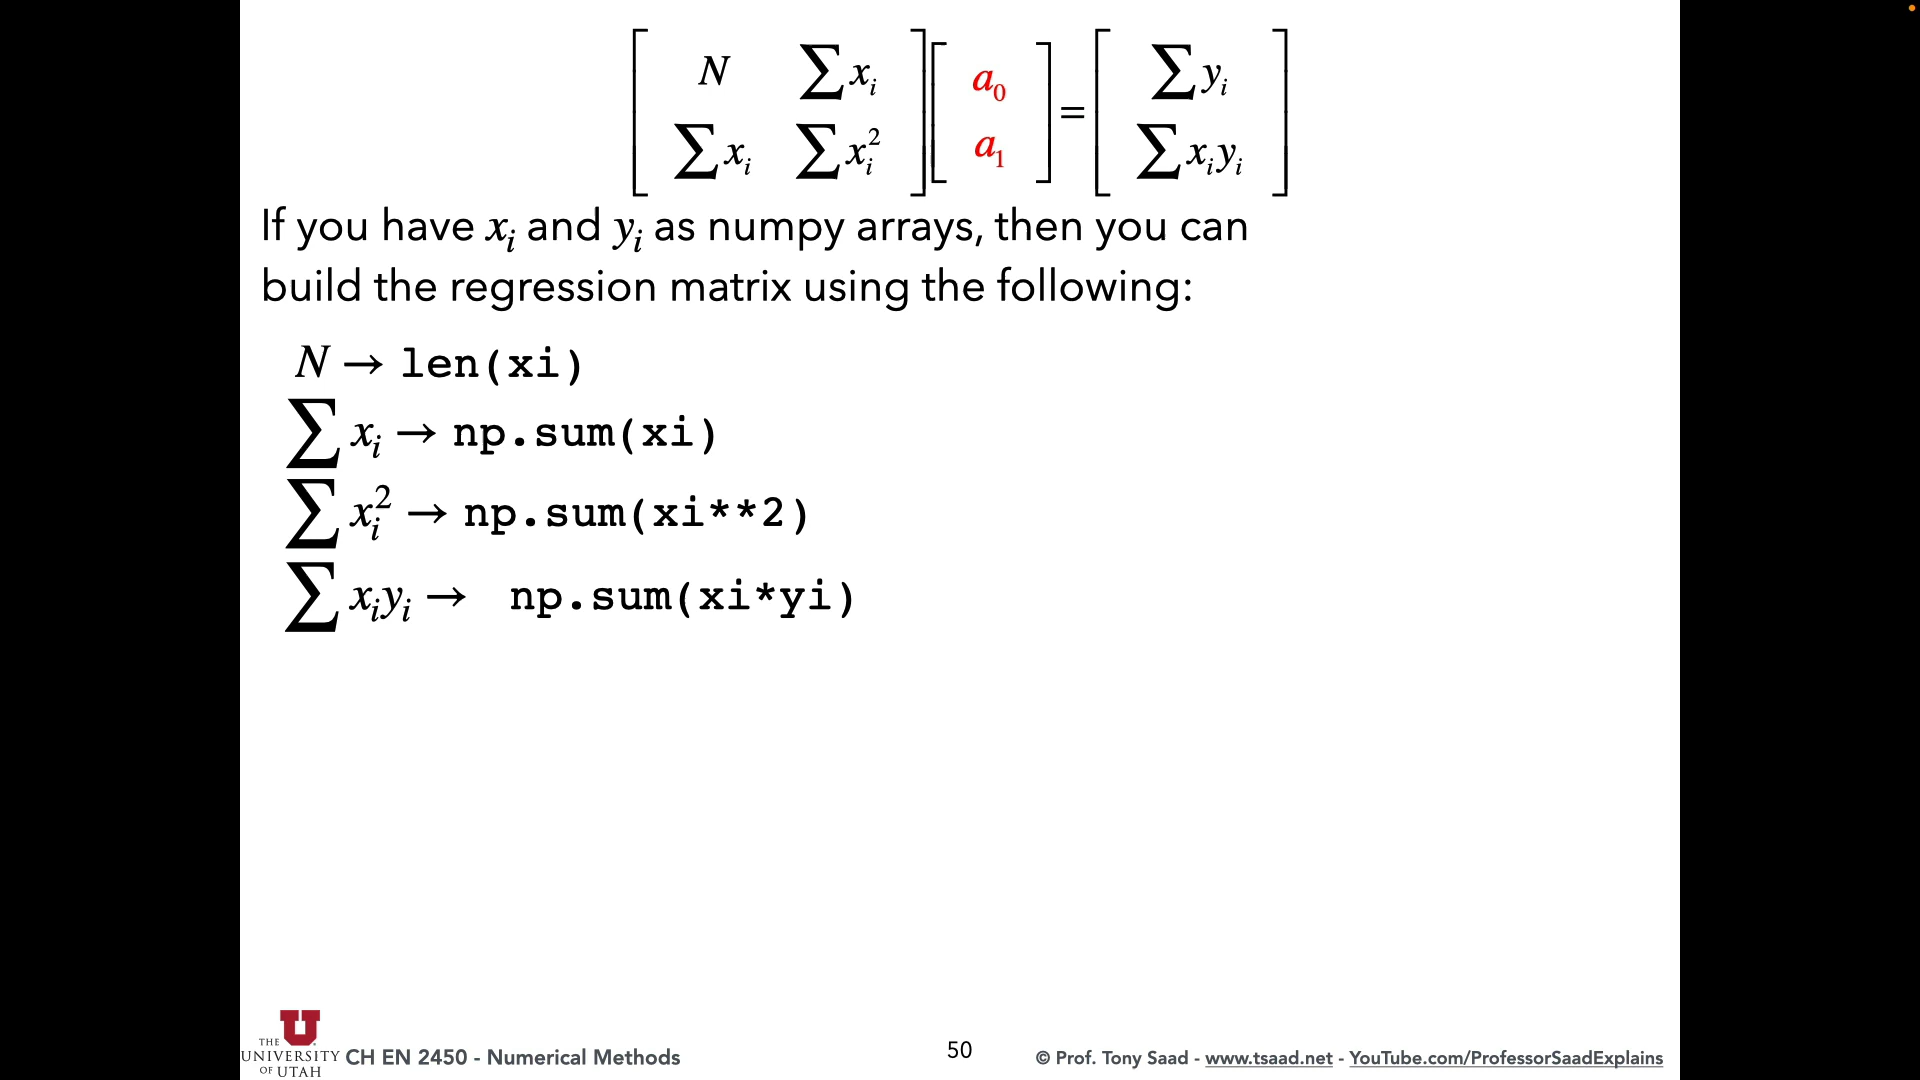 [ N ∑xᵢ ] [ a₀ ] = [ ∑yᵢ ]
[ ∑xᵢ ∑xᵢ² ] [ a₁ ] [ ∑xᵢyᵢ ]
If you have xᵢ and yᵢ as numpy arrays, then you can
build the regression matrix using the following:
N → len(xi)
∑ xᵢ → np.sum(xi)
∑ xᵢ² → np.sum(xi**2)
∑ xᵢyᵢ → np.sum(xi*yi)
THE
UNIVERSITY
OF UTAH
U
CH EN 2450 - Numerical Methods
50
© Prof. Tony Saad - www.tsaad.net - YouTube.com/ProfessorSaadExplains